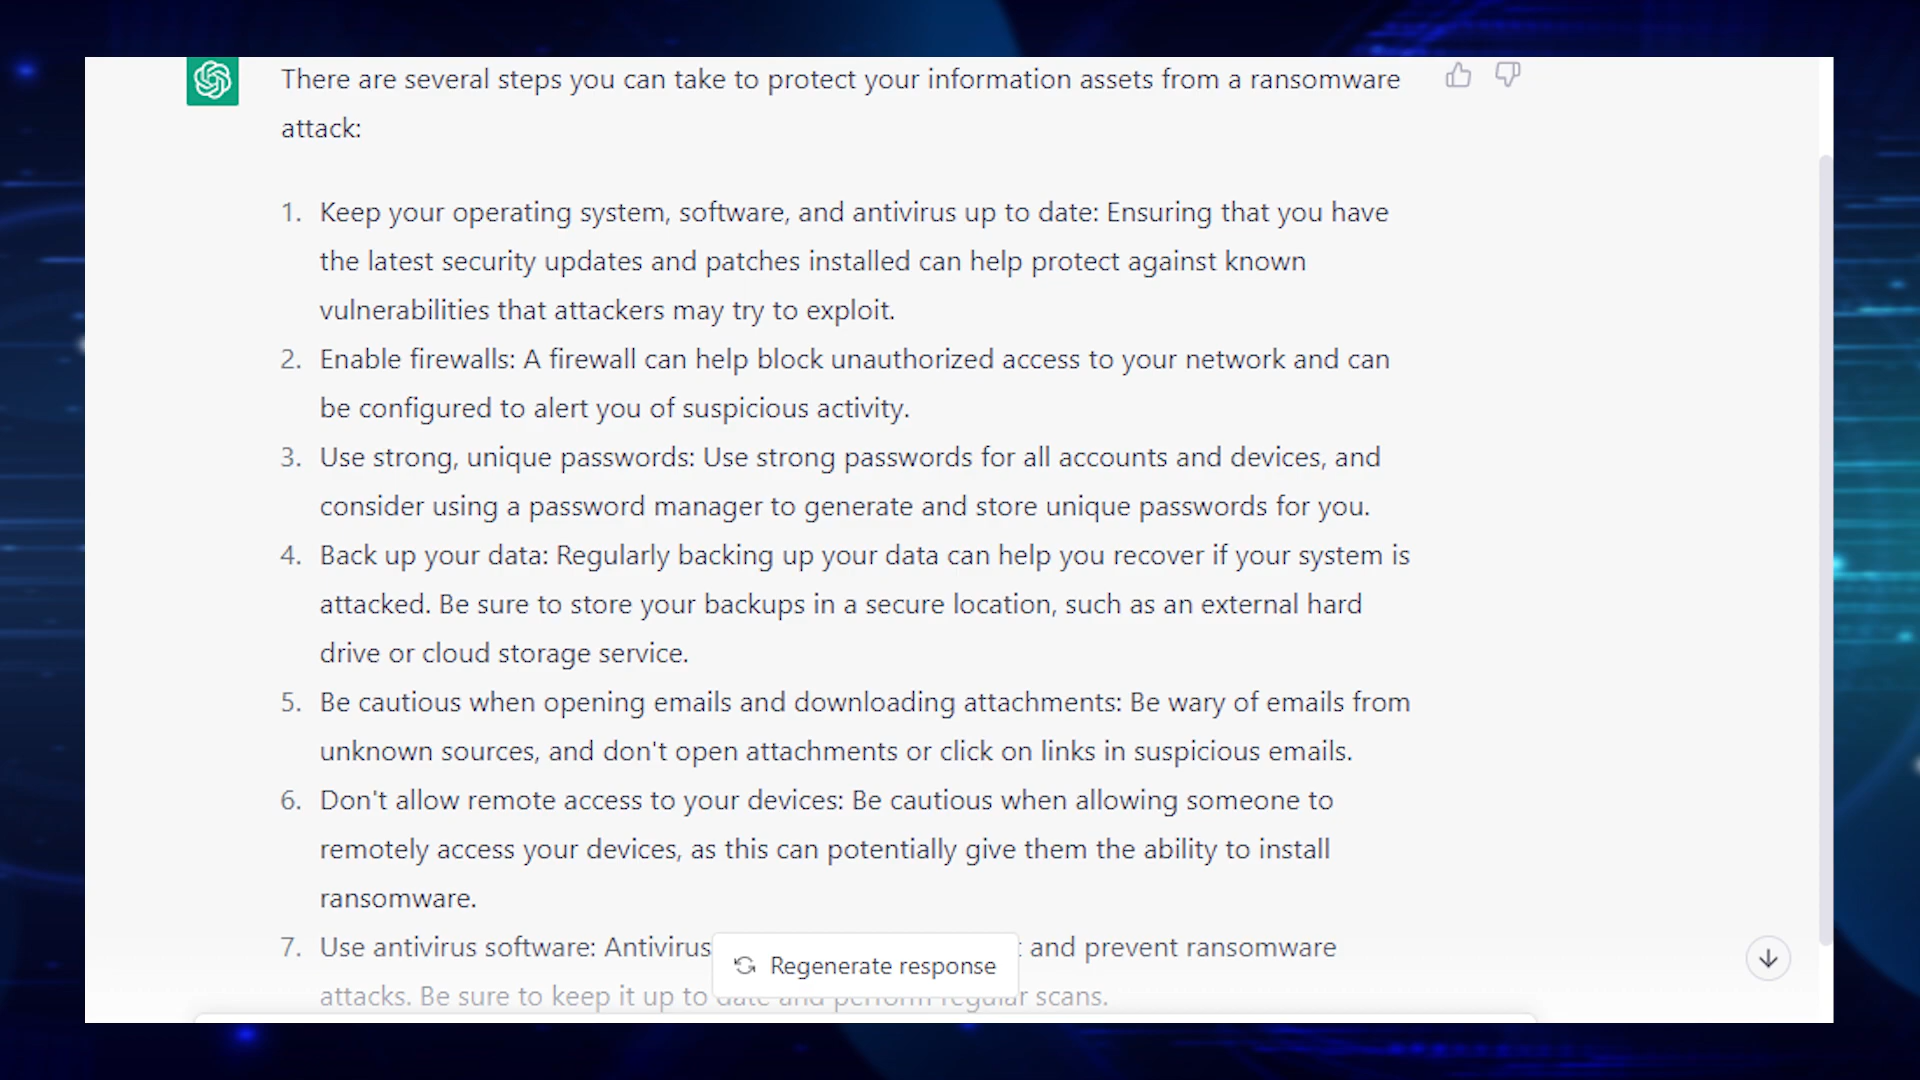 There are several steps you can take to protect your information assets from a ransomware
attack:
1. Keep your operating system, software, and antivirus up to date: Ensuring that you have
the latest security updates and patches installed can help protect against known
vulnerabilities that attackers may try to exploit.
2. Enable firewalls: A firewall can help block unauthorized access to your network and can
be configured to alert you of suspicious activity.
3. Use strong, unique passwords: Use strong passwords for all accounts and devices, and
consider using a password manager to generate and store unique passwords for you.
4. Back up your data: Regularly backing up your data can help you recover if your system is
attacked. Be sure to store your backups in a secure location, such as an external hard
drive or cloud storage service.
5. Be cautious when opening emails and downloading attachments: Be wary of emails from
unknown sources, and don't open attachments or click on links in suspicious emails.
6. Don't allow remote access to your devices: Be cautious when allowing someone to
remotely access your devices, as this can potentially give them the ability to install
ransomware.
7. Use antivirus software: Antivirus and prevent ransomware
Regenerate response
attacks. Be sure to keep it up to date and perform regular scans.